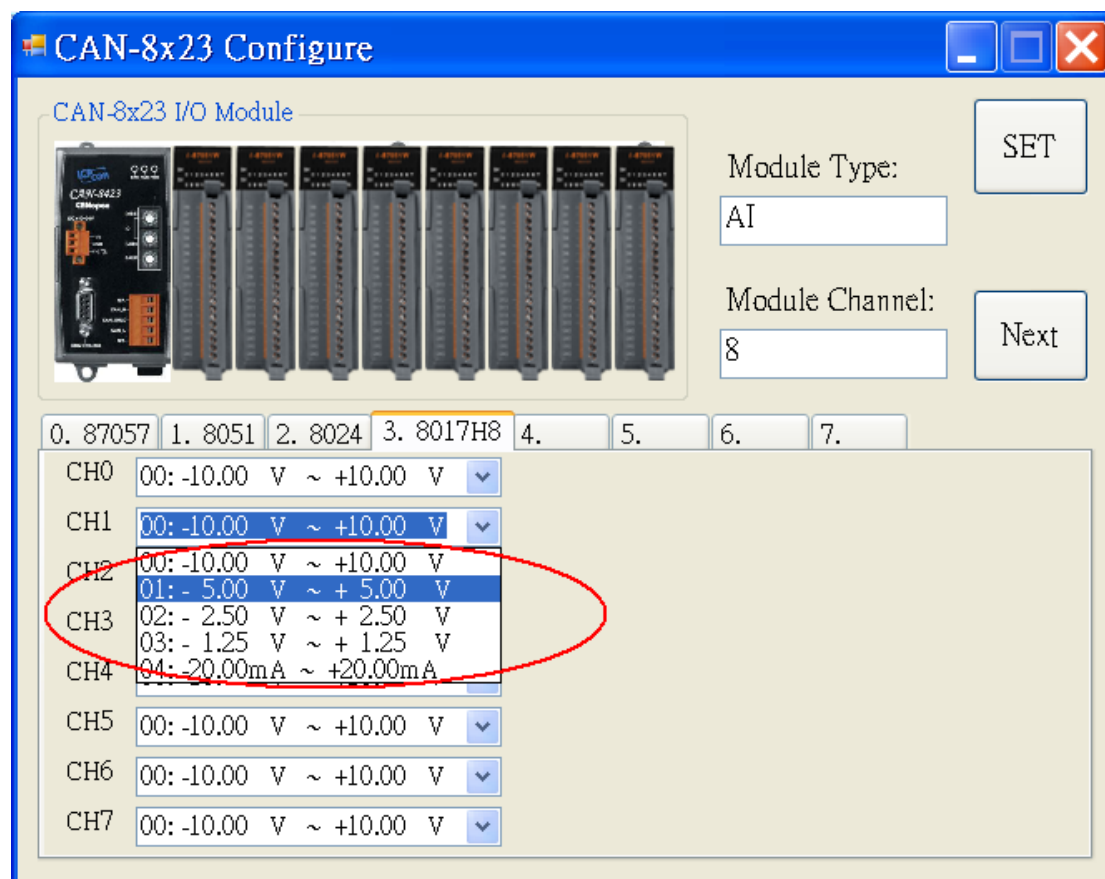 CAN-8x23 Configure
CAN-8x23 I/O Module
CAN-8423
CANopen
Module Type:
AI
SET
Module Channel:
8
Next
0. 87057 1. 8051 2. 8024 3. 8017H8 4. 5. 6. 7.
CH0 00: -10.00 V ~ +10.00 V
CH1 00: -10.00 V ~ +10.00 V
00: -10.00 V ~ +10.00 V
CH2
01: - 5.00 V ~ + 5.00 V
CH3 02: - 2.50 V ~ + 2.50 V
03: - 1.25 V ~ + 1.25 V
CH4 04: -20.00mA ~ +20.00mA
CH5 00: -10.00 V ~ +10.00 V
CH6 00: -10.00 V ~ +10.00 V
CH7 00: -10.00 V ~ +10.00 V